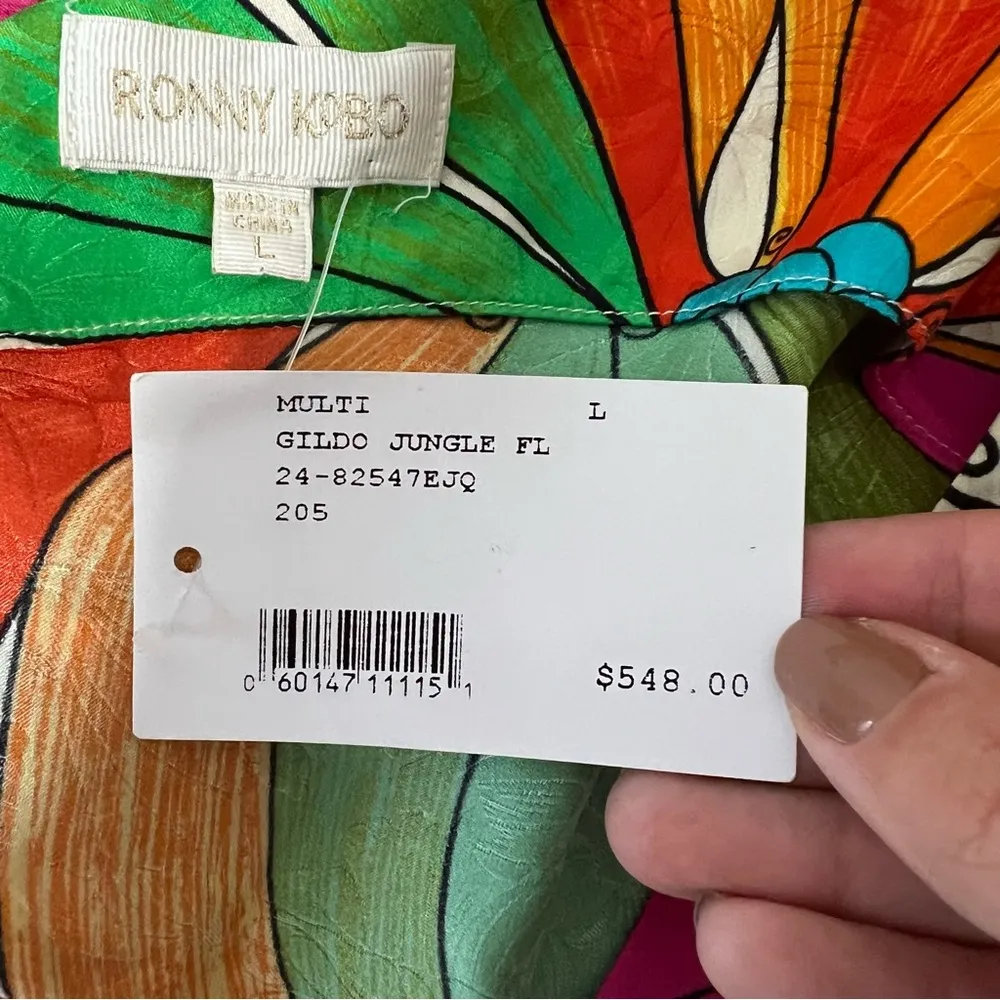 RONNY KOBO
MADE IN
CHINA
L
MULTI L
GILDO JUNGLE FL
24-82547EJQ
205
0 60147 11115 1
$548.00